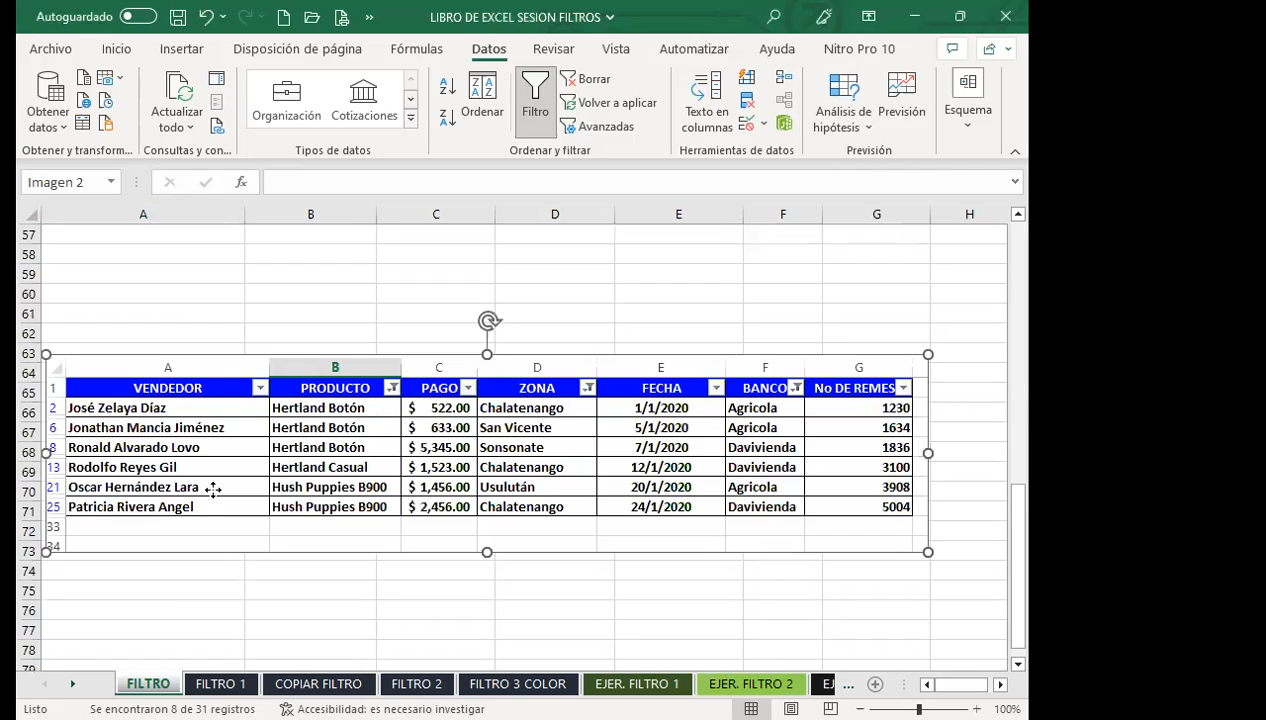 Autoguardado LIBRO DE EXCEL SESION FILTROS
Archivo Inicio Insertar Disposición de página Fórmulas Datos Revisar Vista Automatizar Ayuda Nitro Pro 10
Obtener datos
Actualizar todo
Organización Cotizaciones
Ordenar
Filtro
Borrar
Volver a aplicar
Avanzadas
Texto en columnas
Análisis de hipótesis
Previsión
Esquema
Obtener y transform... Consultas y con... Tipos de datos Ordenar y filtrar Herramientas de datos Previsión
Imagen 2 fx
A B C D E F G H
57
58
59
60
61
62
63
64 A B C D E F G
65 1 VENDEDOR PRODUCTO PAGO ZONA FECHA BANCO No DE REMES
66 2 José Zelaya Díaz Hertland Botón $ 522.00 Chalatenango 1/1/2020 Agricola 1230
67 6 Jonathan Mancia Jiménez Hertland Botón $ 633.00 San Vicente 5/1/2020 Agricola 1634
68 8 Ronald Alvarado Lovo Hertland Botón $ 5,345.00 Sonsonate 7/1/2020 Davivienda 1836
69 13 Rodolfo Reyes Gil Hertland Casual $ 1,523.00 Chalatenango 12/1/2020 Davivienda 3100
70 21 Oscar Hernández Lara Hush Puppies B900 $ 1,456.00 Usulután 20/1/2020 Agricola 3908
71 25 Patricia Rivera Angel Hush Puppies B900 $ 2,456.00 Chalatenango 24/1/2020 Davivienda 5004
72 33
73 34
74
75
76
77
78
79
FILTRO FILTRO 1 COPIAR FILTRO FILTRO 2 FILTRO 3 COLOR EJER. FILTRO 1 EJER. FILTRO 2 EJ ...
Listo Se encontraron 8 de 31 registros Accesibilidad: es necesario investigar 100%